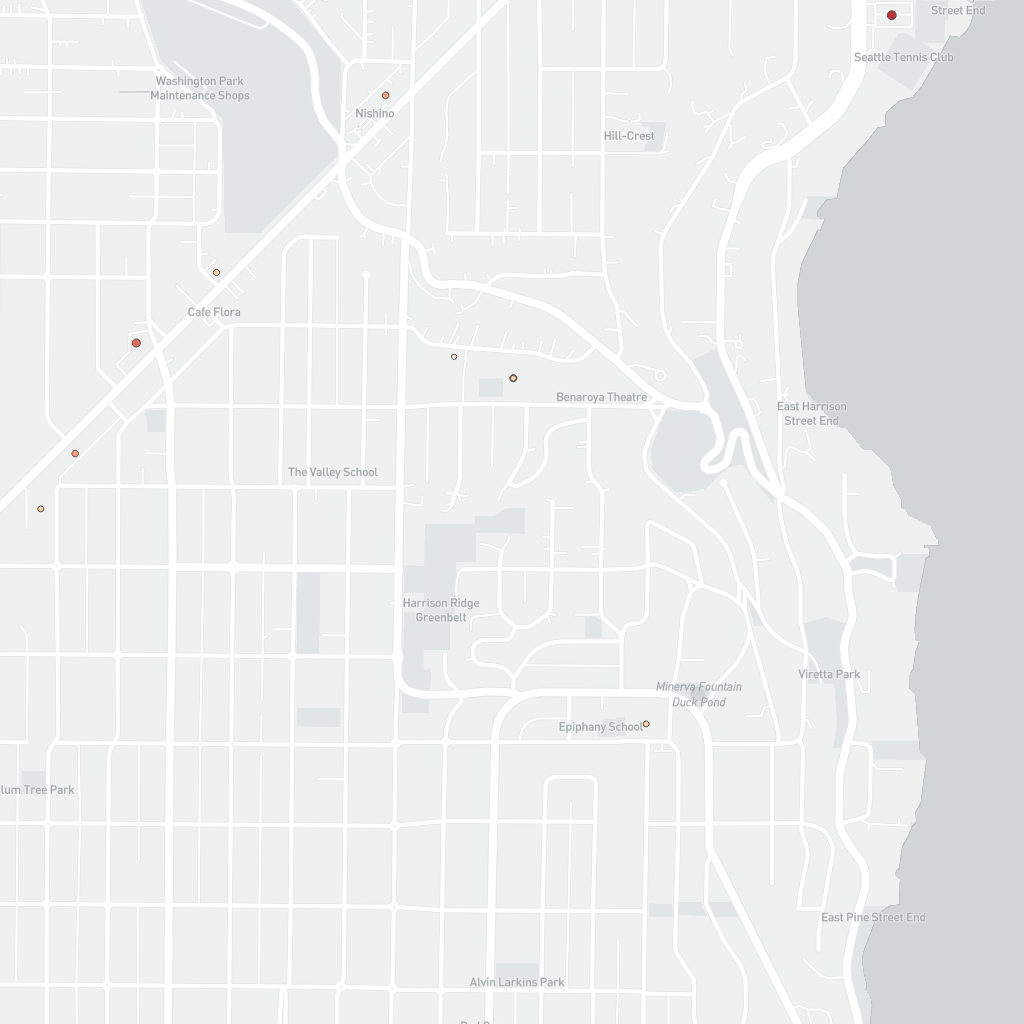 Street End
Seattle Tennis Club
Washington Park
Maintenance Shops
Nishino
Hill-Crest
Cafe Flora
Benaroya Theatre
East Harrison
Street End
The Valley School
Harrison Ridge
Greenbelt
Viretta Park
Minerva Fountain
Duck Pond
Epiphany School
lum Tree Park
East Pine Street End
Alvin Larkins Park